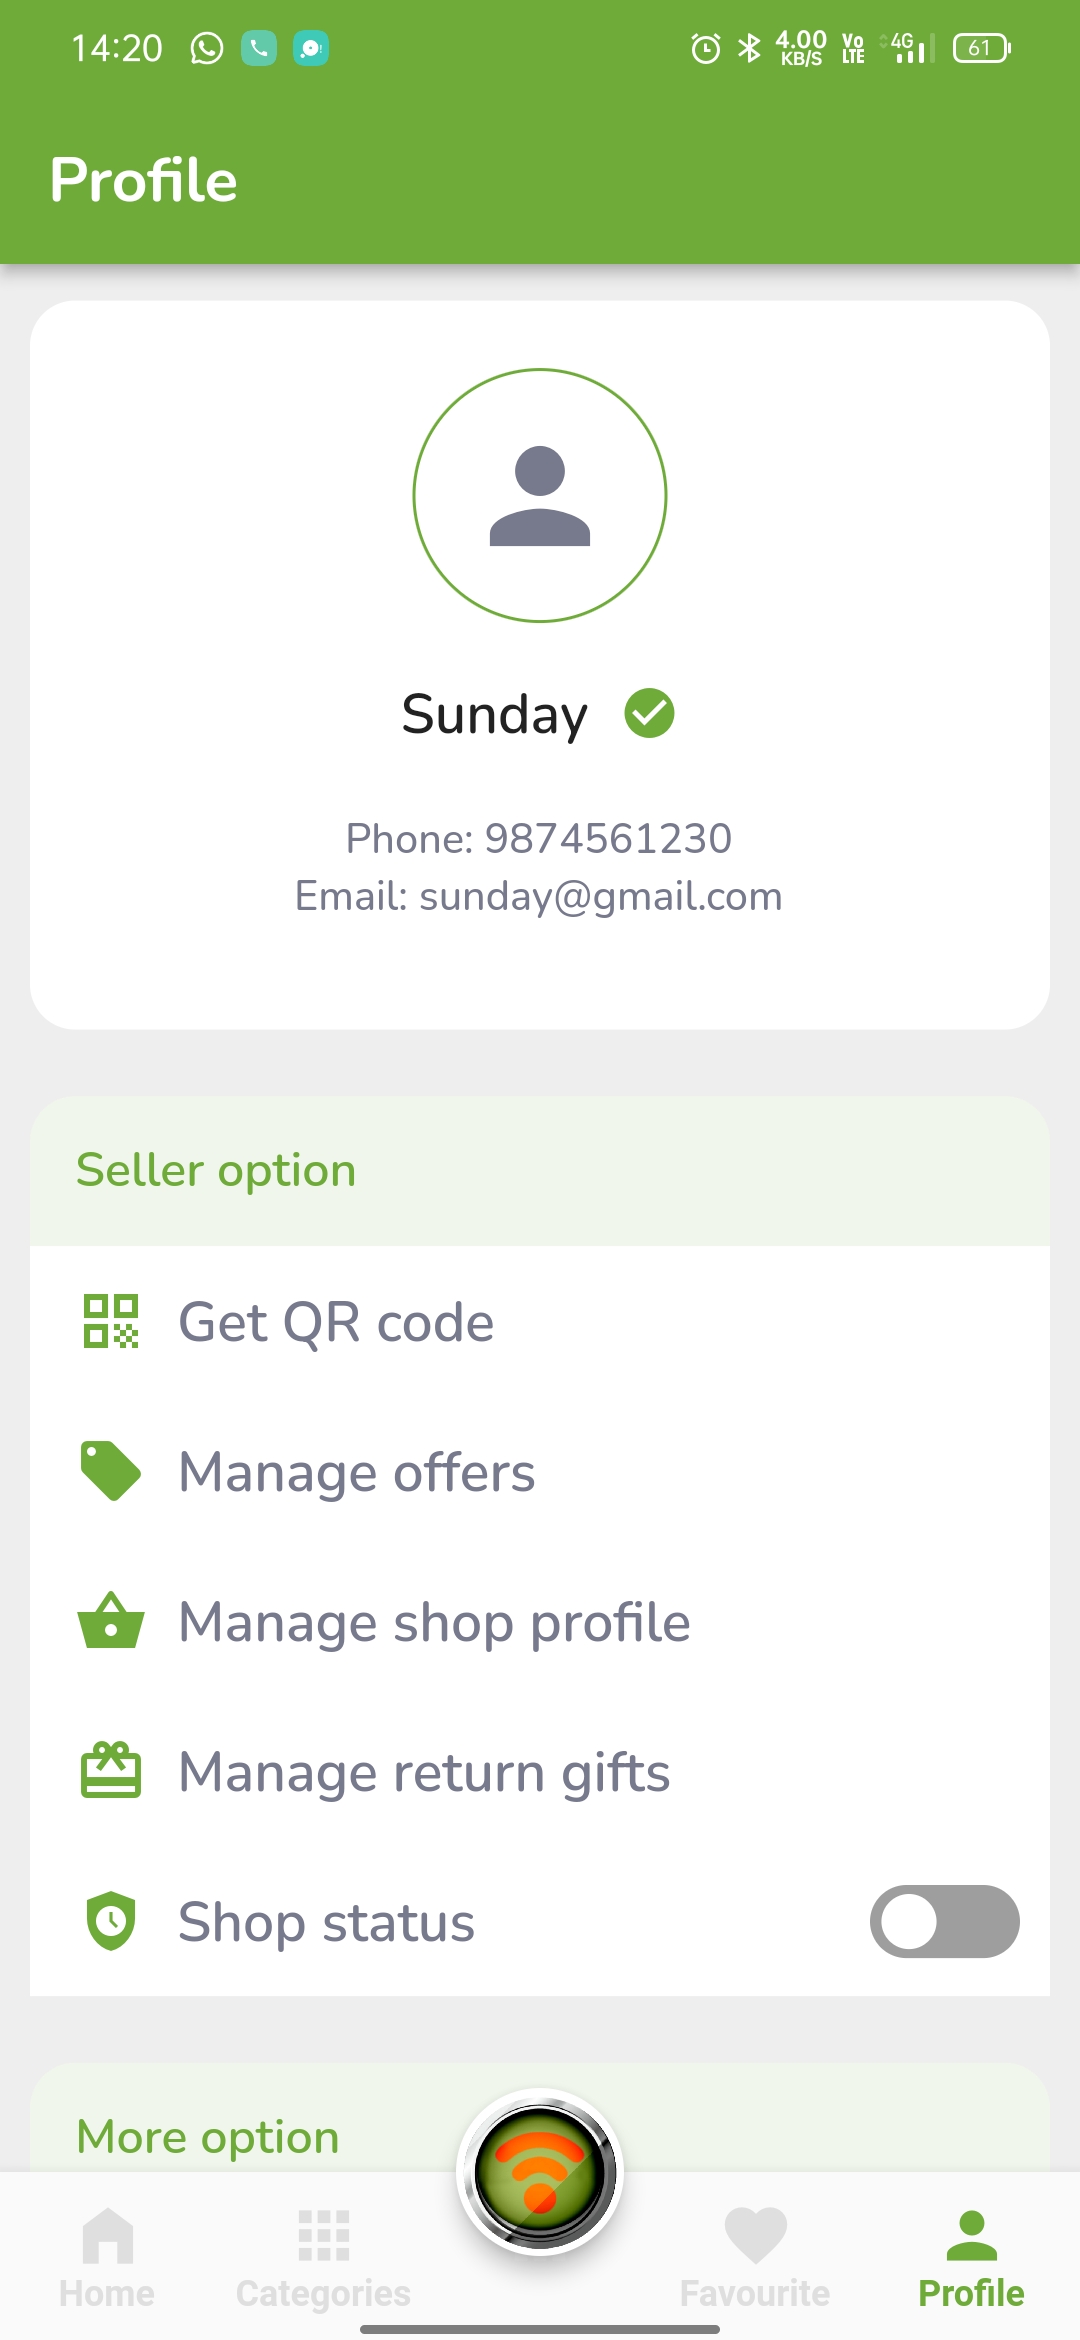 14:20 4.00 KB/S Vo LTE 4G 61
Profile
Sunday
Phone: 9874561230
Email: sunday@gmail.com
Seller option
Get QR code
Manage offers
Manage shop profile
Manage return gifts
Shop status
More option
Home Categories Favourite Profile